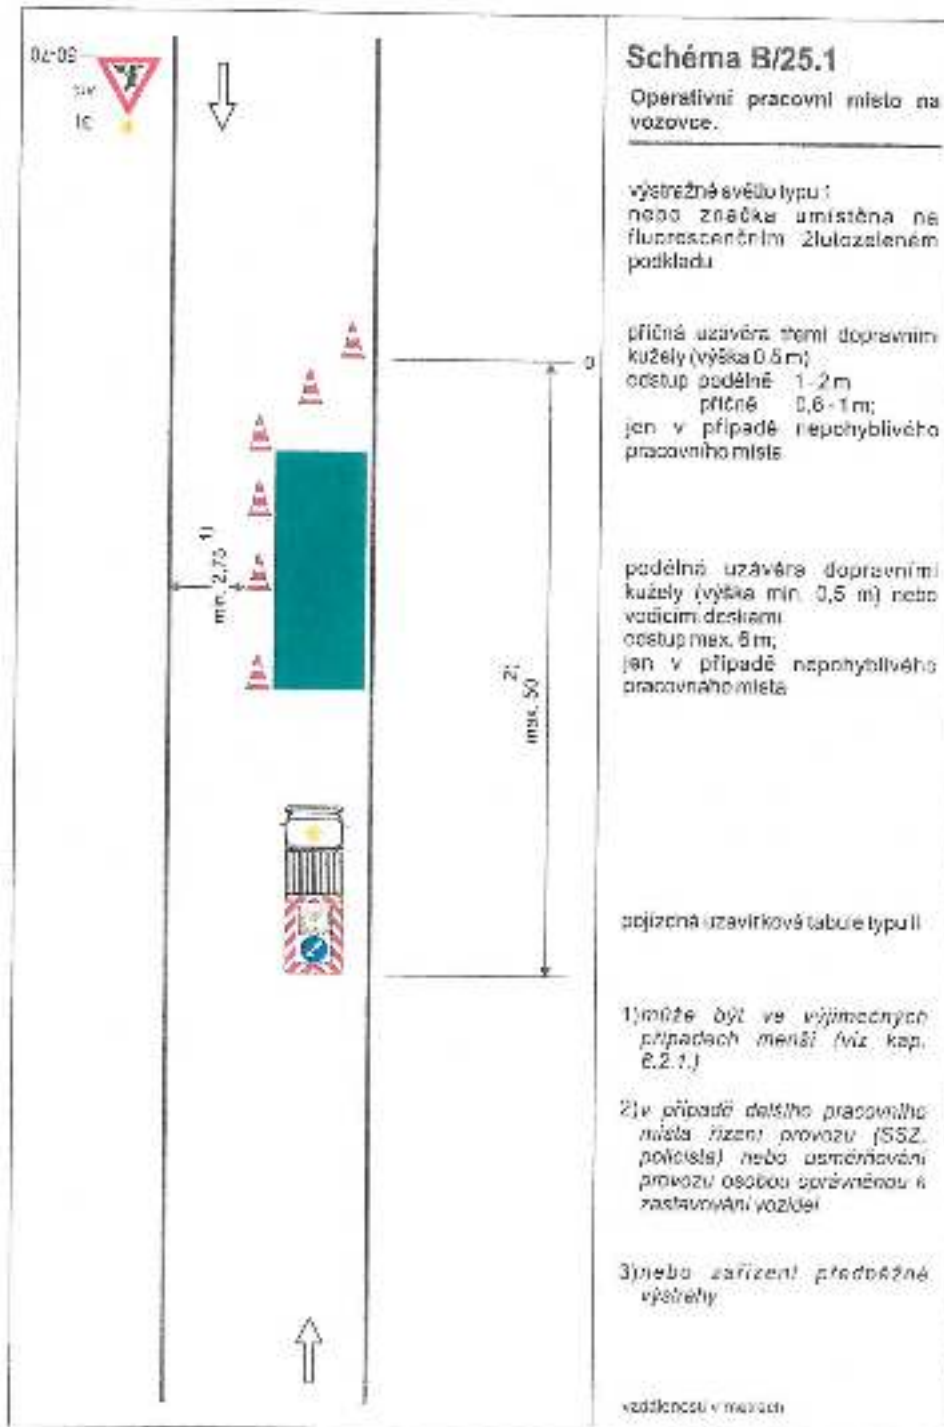 Schéma B/25.1
Operativní pracovní místo na
vozovce.
výstražné světlo typu 1
nebo značka umístěna na
fluorescenčním žlutozeleném
podkladu
příčná uzávěra třemi dopravními
kužely (výška 0,5 m)
odstup podélně 1 - 2 m
příčně 0,6 - 1 m;
jen v případě nepohyblivého
pracovního místa
podélná uzávěra dopravními
kužely (výška min. 0,5 m) nebo
vodicími deskami
odstup max. 6 m;
jen v případě nepohyblivého
pracovního místa
pojízdná uzavírková tabule typu II
1) může být ve výjimečných
případech menší (viz kap.
6.2.1.)
2) v případě delšího pracovního
místa řízení provozu (SSZ,
policista) nebo usměrňování
provozu osobou oprávněnou k
zastavování vozidel
3) nebo zařízení předběžné
výstrahy
vzdálenosti v metrech
50-70
3)
0
min. 2,75 1)
max. 50 2)